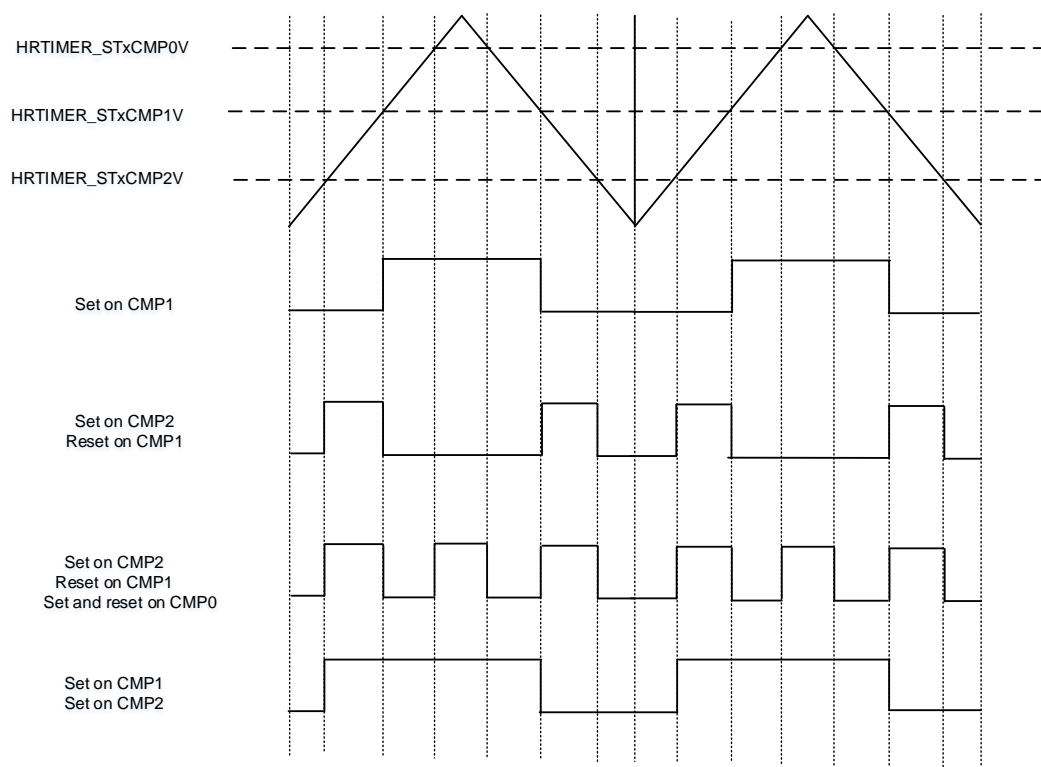 HRTIMER_STxCMP0V
HRTIMER_STxCMP1V
HRTIMER_STxCMP2V
Set on CMP1
Set on CMP2
Reset on CMP1
Set on CMP2
Reset on CMP1
Set and reset on CMP0
Set on CMP1
Set on CMP2